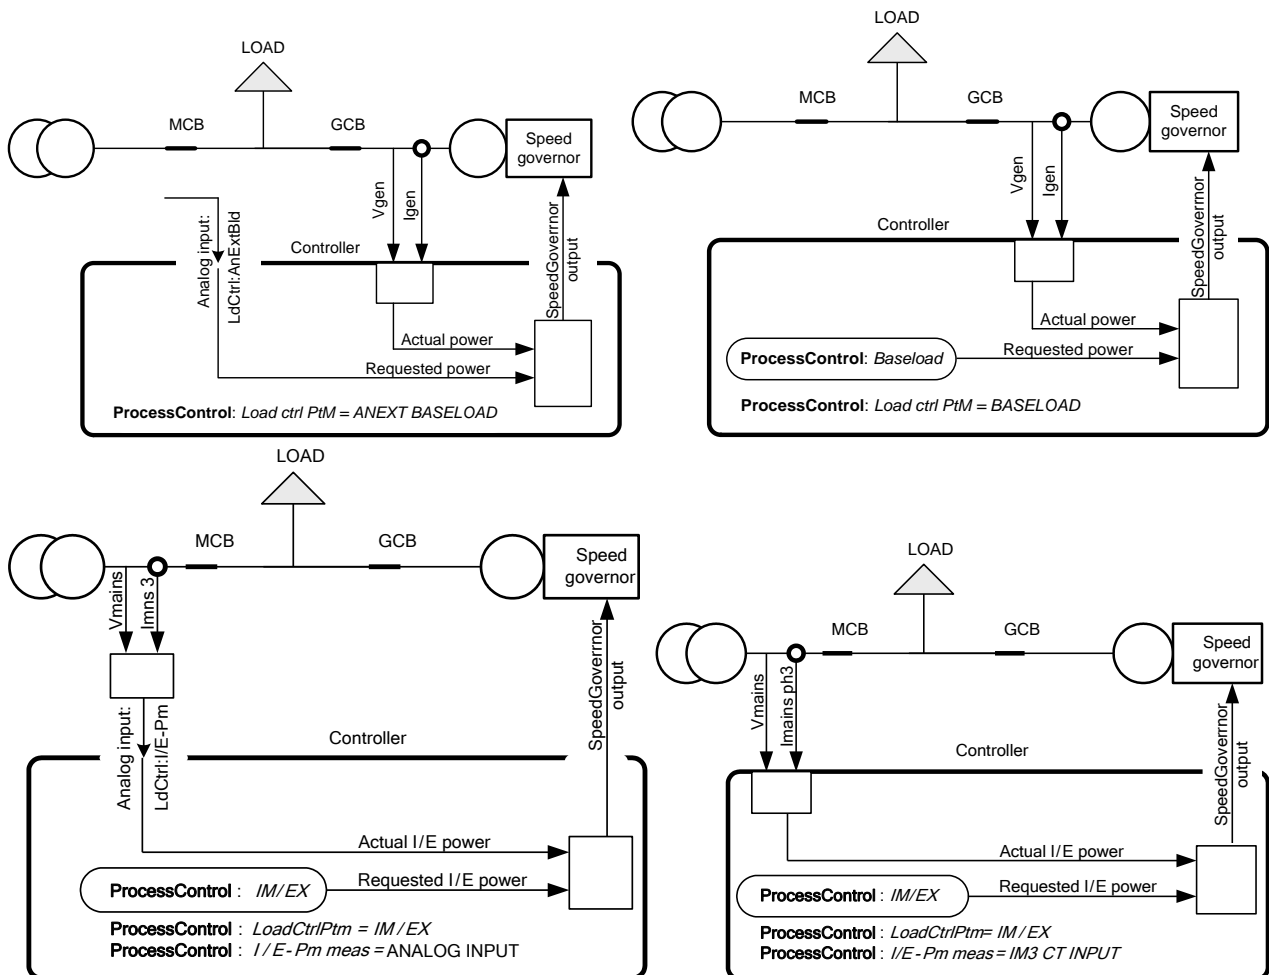 LOAD
MCB
GCB
Speed
governor
Vgen
Igen
Analog input:
LdCtrl:AnExtBld
Controller
SpeedGoverrnor
output
Actual power
Requested power
ProcessControl: Load ctrl PtM = ANEXT BASELOAD
LOAD
MCB
GCB
Speed
governor
Vgen
Igen
Controller
SpeedGoverrnor
output
Actual power
ProcessControl: Baseload
Requested power
ProcessControl: Load ctrl PtM = BASELOAD
LOAD
MCB
GCB
Speed
governor
Vmains
Imns 3
Analog input:
LdCtrl:I/E-Pm
Controller
SpeedGoverrnor
output
Actual I/E power
ProcessControl : IM/EX
Requested I/E power
ProcessControl : LoadCtrlPtm = IM / EX
ProcessControl : I / E-Pm meas = ANALOG INPUT
LOAD
MCB
GCB
Speed
governor
Vmains
Imains ph3
Controller
SpeedGoverrnor
output
Actual I/E power
ProcessControl : IM/EX
Requested I/E power
ProcessControl : LoadCtrlPtm= IM / EX
ProcessControl : I/E-Pm meas= IM3 CT INPUT